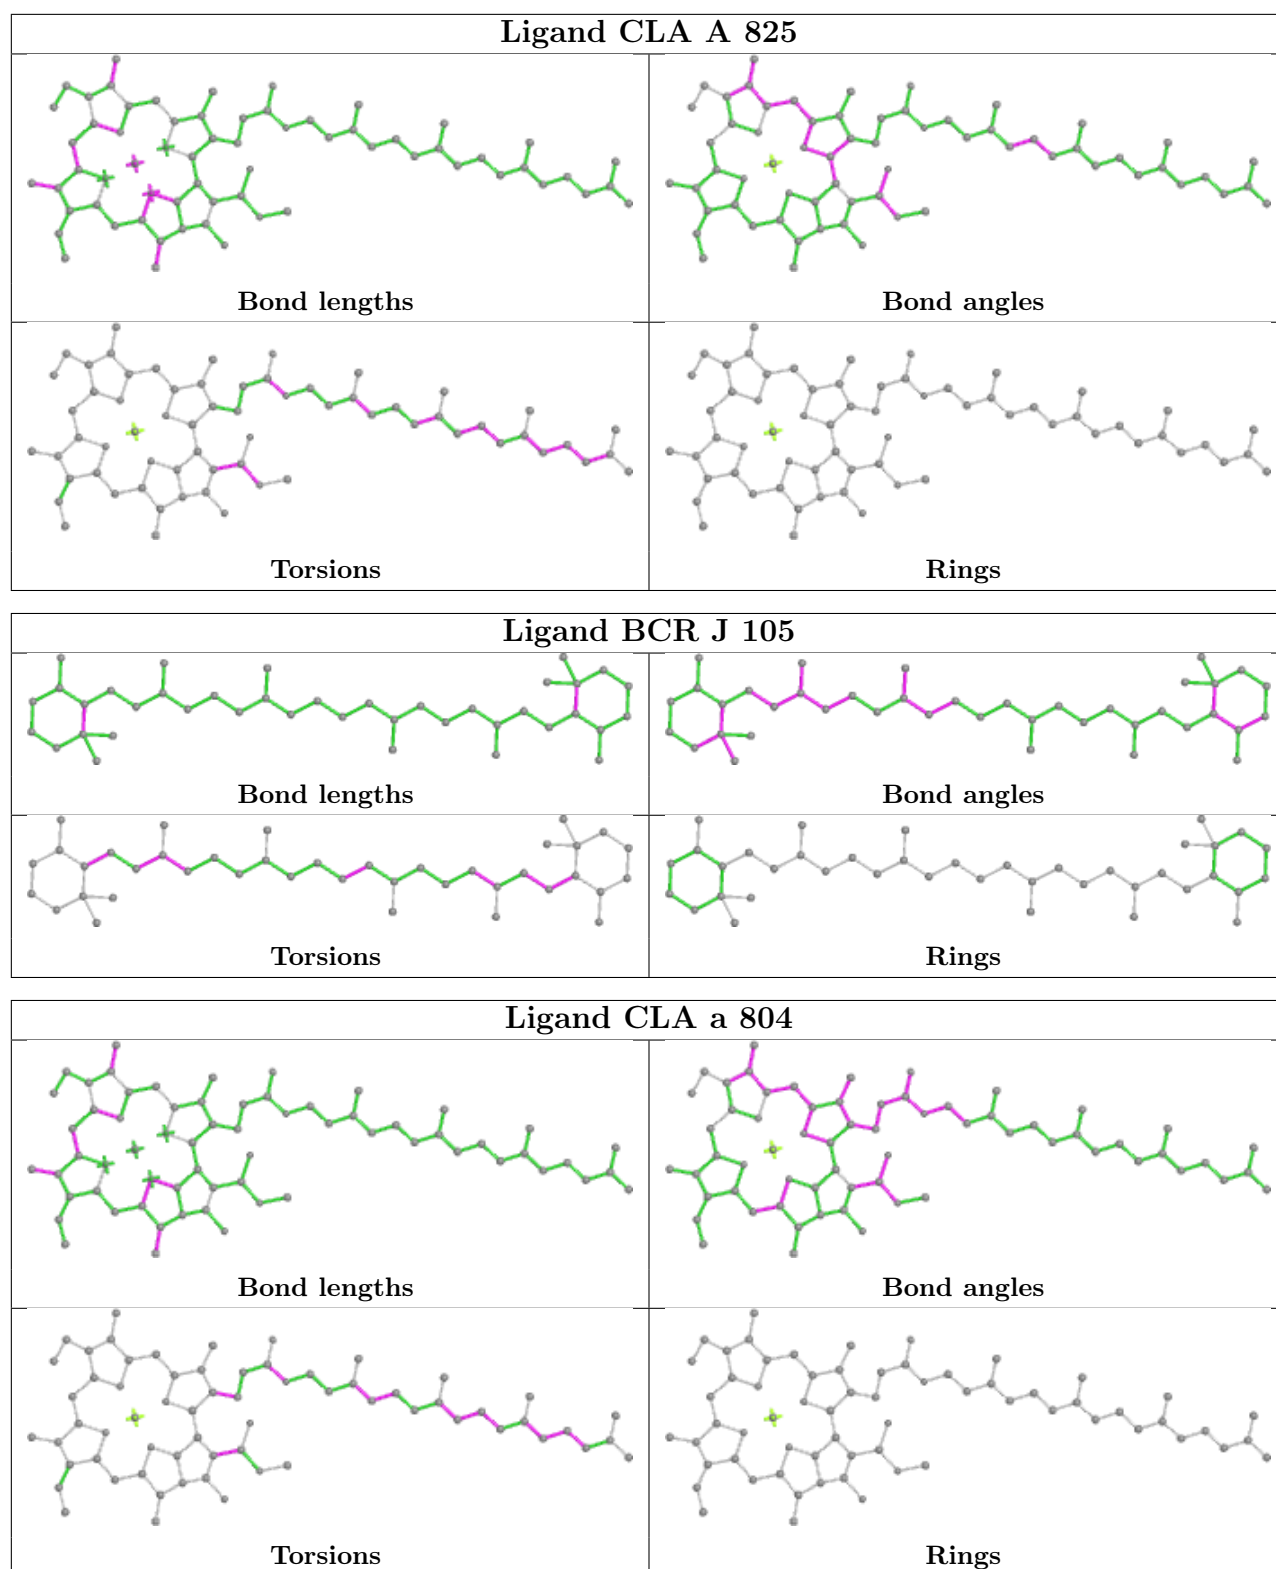 Ligand CLA A 825
Bond lengths
Bond angles
Torsions
Rings
Ligand BCR J 105
Bond lengths
Bond angles
Torsions
Rings
Ligand CLA a 804
Bond lengths
Bond angles
Torsions
Rings